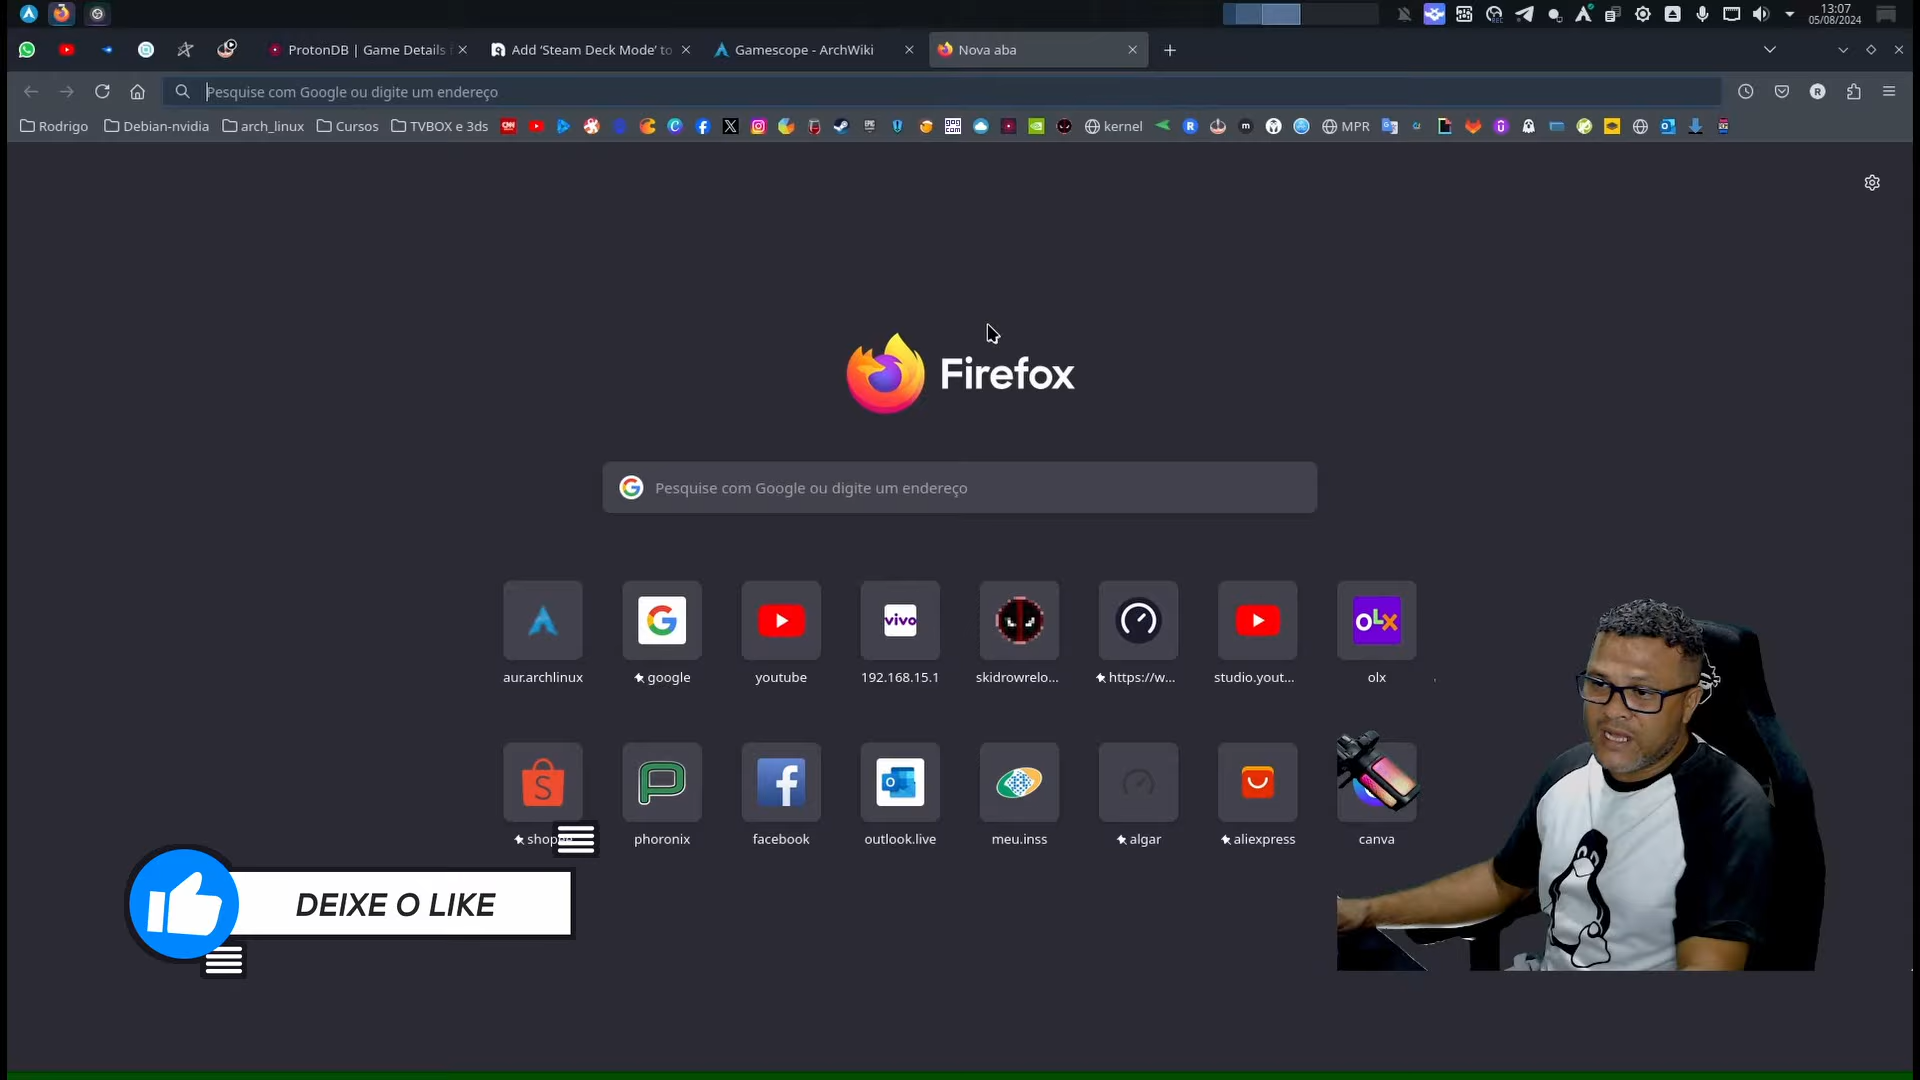 13:07
05/08/2024
ProtonDB | Game Details
Add ‘Steam Deck Mode’ to
Gamescope - ArchWiki
Nova aba
Pesquise com Google ou digite um endereço
Rodrigo
Debian-nvidia
arch_linux
Cursos
TVBOX e 3ds
kernel
MPR
Firefox
Pesquise com Google ou digite um endereço
aur.archlinux
google
youtube
192.168.15.1
skidrowrelo...
https://w...
studio.yout...
olx
vivo
OLX
shop
phoronix
facebook
outlook.live
meu.inss
algar
aliexpress
canva
DEIXE O LIKE